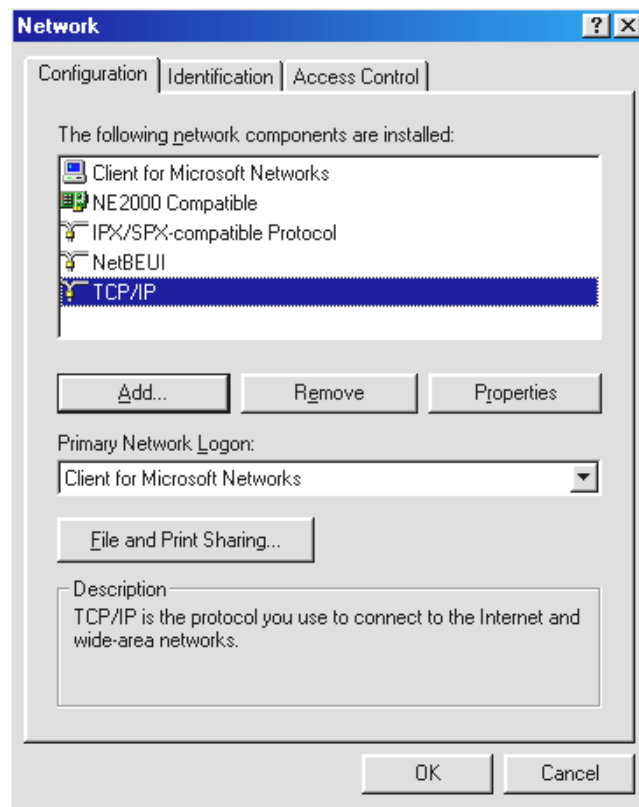 Network
Configuration Identification Access Control
The following network components are installed:
Client for Microsoft Networks
NE2000 Compatible
IPX/SPX-compatible Protocol
NetBEUI
TCP/IP
Add... Remove Properties
Primary Network Logon:
Client for Microsoft Networks
File and Print Sharing...
Description
TCP/IP is the protocol you use to connect to the Internet and
wide-area networks.
OK Cancel